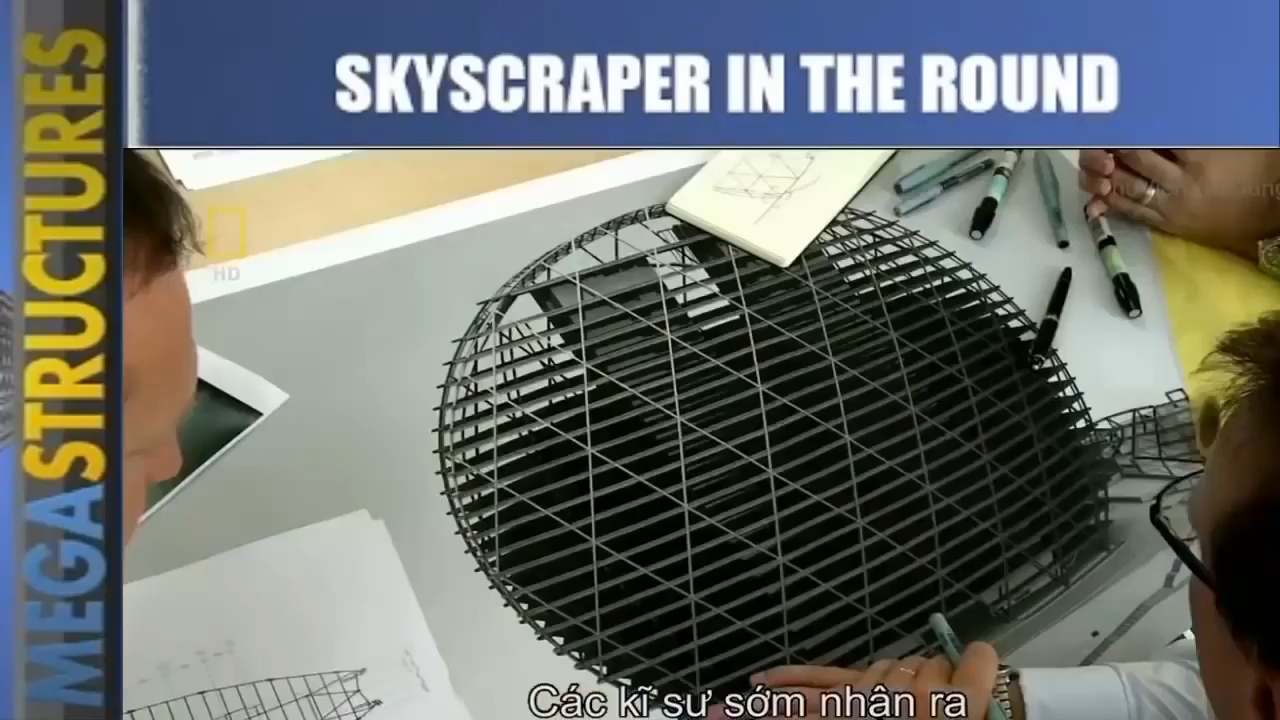 SKYSCRAPER IN THE ROUND
MEGASTRUCTURES
HD
Các kĩ sư sớm nhận ra